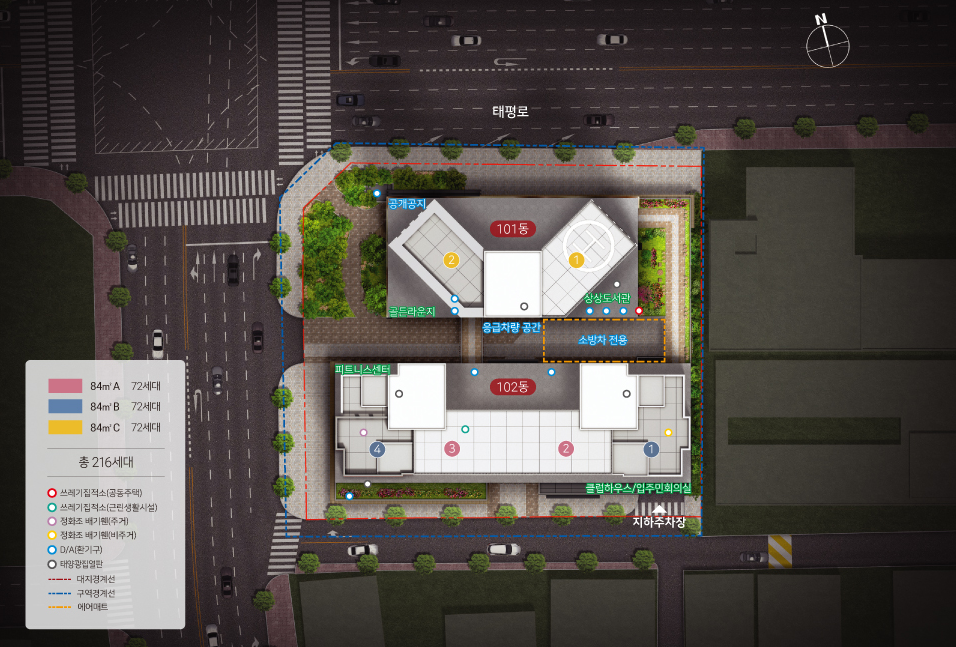 N
태평로
공개공지
101동
2
1
상상도서관
골든라운지
응급차량 공간
소방차 전용
피트니스센터
102동
4
3
2
1
클럽하우스/입주민회의실
지하주차장
84㎡A 72세대
84㎡B 72세대
84㎡C 72세대
총 216세대
쓰레기집적소(공동주택)
쓰레기집적소(근린생활시설)
정화조 배기휀(주거)
정화조 배기휀(비주거)
D/A(환기구)
태양광집열판
대지경계선
구역경계선
에어매트